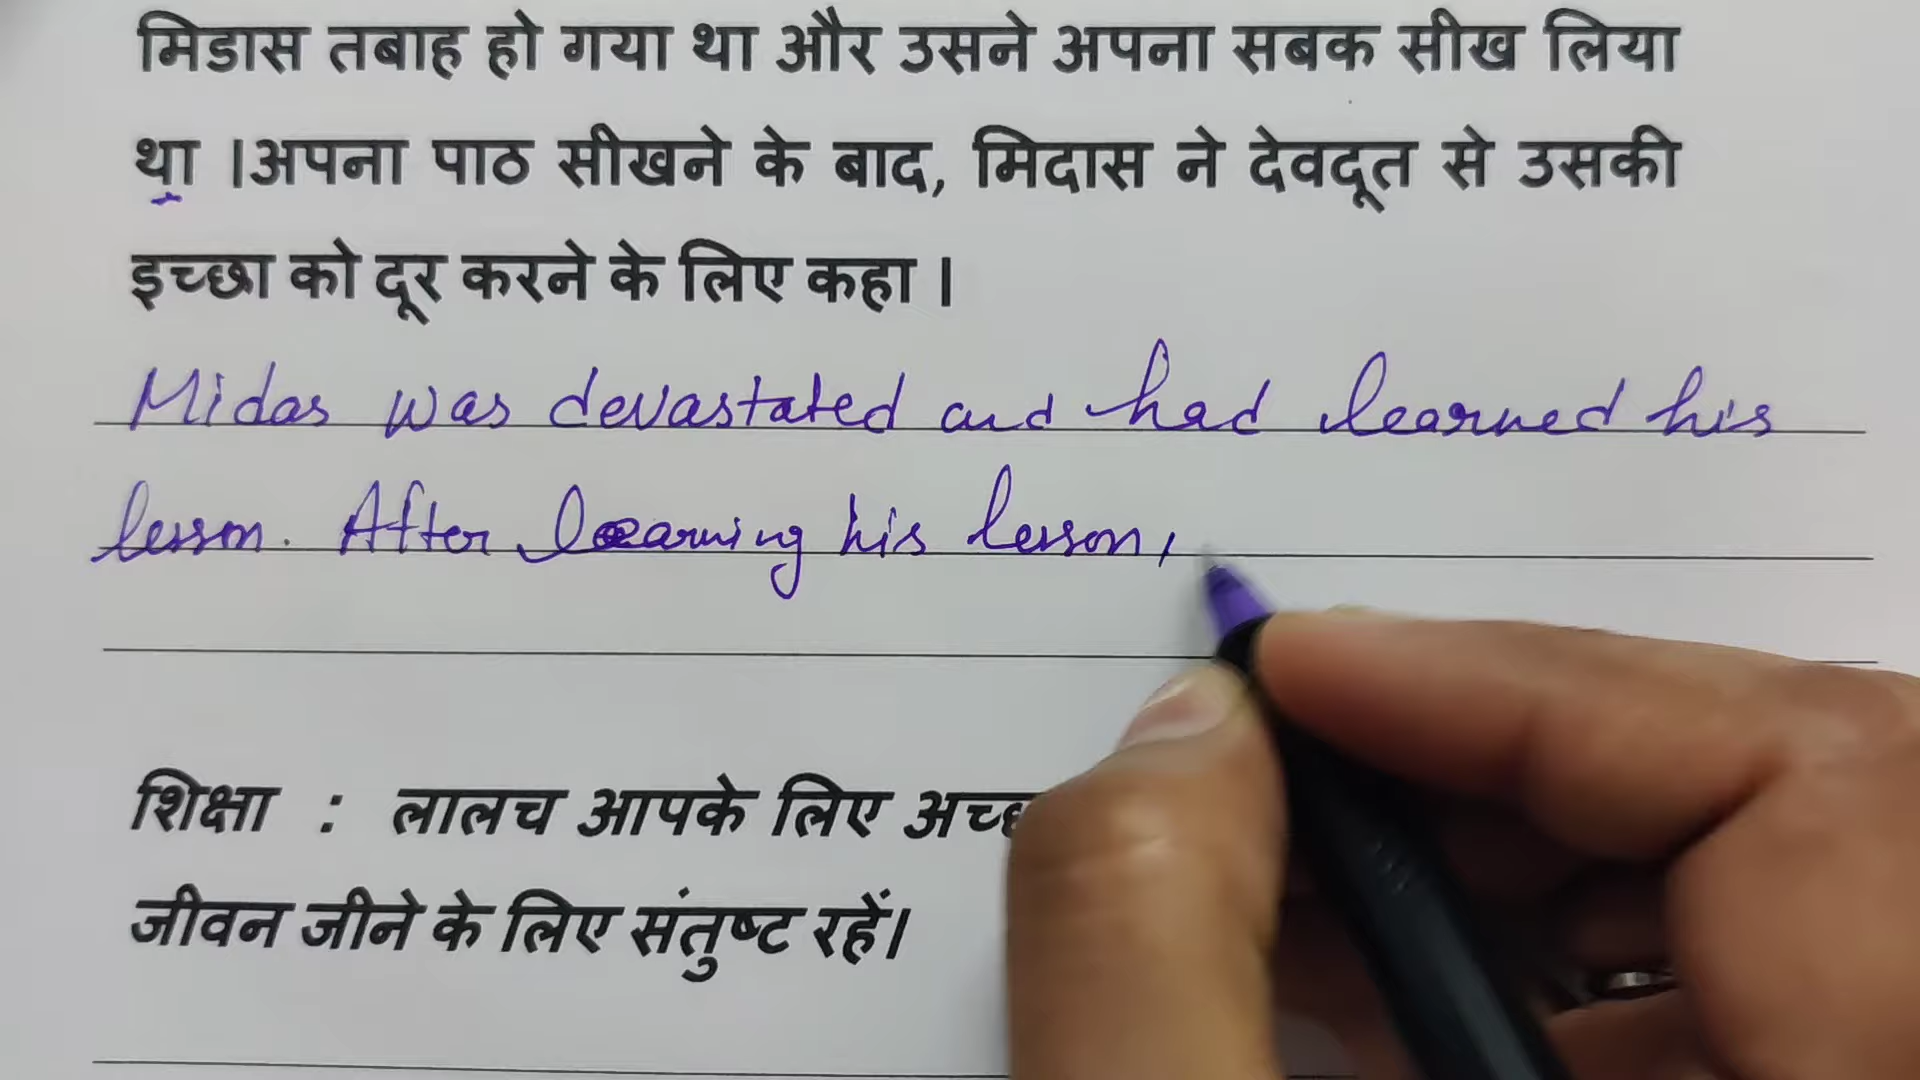 मिडास तबाह हो गया था और उसने अपना सबक सीख लिया
था ।अपना पाठ सीखने के बाद, मिदास ने देवदूत से उसकी
इच्छा को दूर करने के लिए कहा ।
Midas was devastated and had learned his
lesson. After learning his lesson,
शिक्षा : लालच आपके लिए
जीवन जीने के लिए संतुष्ट रहें।